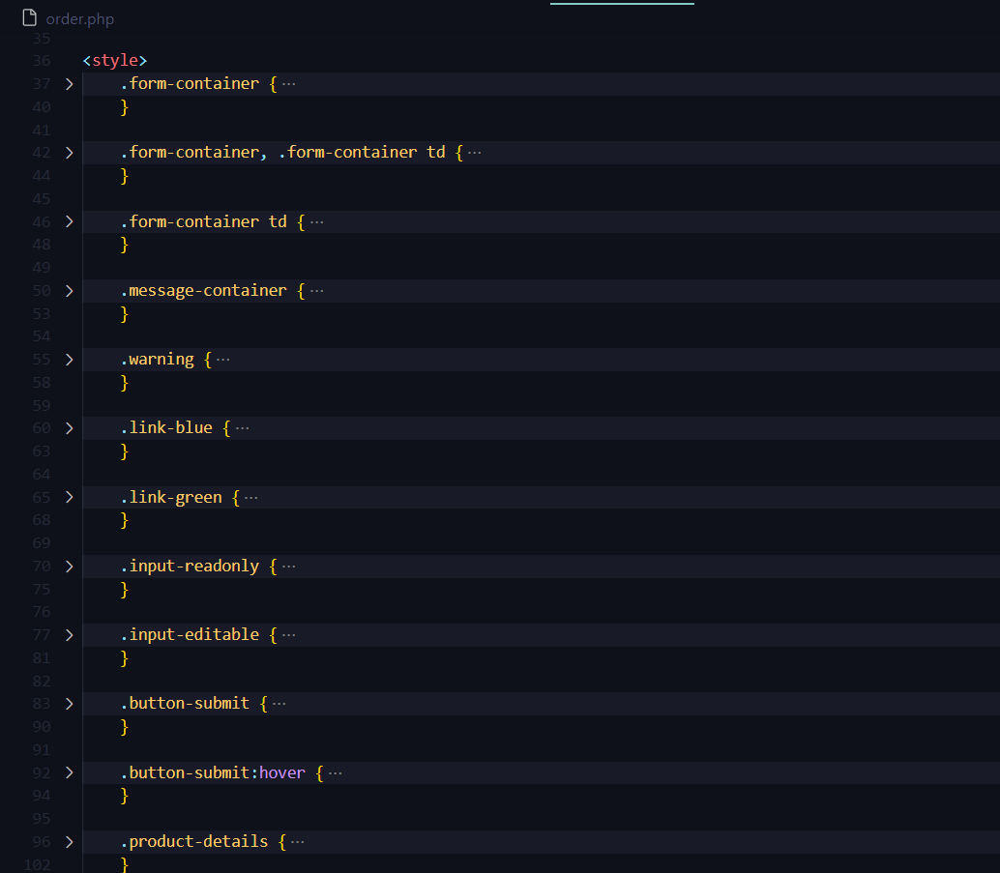 order.php
35
36 <style>
37 .form-container { ···
40 }
41
42 .form-container, .form-container td { ···
44 }
45
46 .form-container td { ···
48 }
49
50 .message-container { ···
53 }
54
55 .warning { ···
58 }
59
60 .link-blue { ···
63 }
64
65 .link-green { ···
68 }
69
70 .input-readonly { ···
75 }
76
77 .input-editable { ···
81 }
82
83 .button-submit { ···
90 }
91
92 .button-submit:hover { ···
94 }
95
96 .product-details { ···
102 }